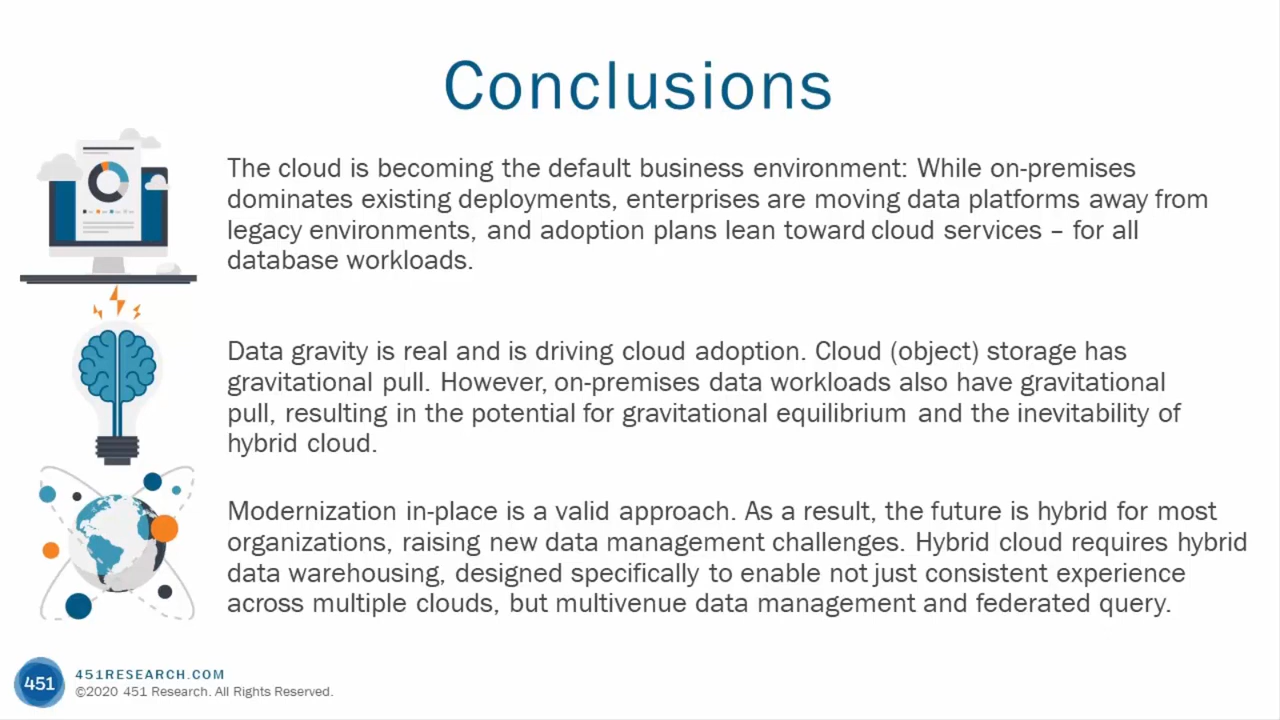 Conclusions
The cloud is becoming the default business environment: While on-premises
dominates existing deployments, enterprises are moving data platforms away from
legacy environments, and adoption plans lean toward cloud services – for all
database workloads.
Data gravity is real and is driving cloud adoption. Cloud (object) storage has
gravitational pull. However, on-premises data workloads also have gravitational
pull, resulting in the potential for gravitational equilibrium and the inevitability of
hybrid cloud.
Modernization in-place is a valid approach. As a result, the future is hybrid for most
organizations, raising new data management challenges. Hybrid cloud requires hybrid
data warehousing, designed specifically to enable not just consistent experience
across multiple clouds, but multivenue data management and federated query.
451
451RESEARCH.COM
©2020 451 Research. All Rights Reserved.